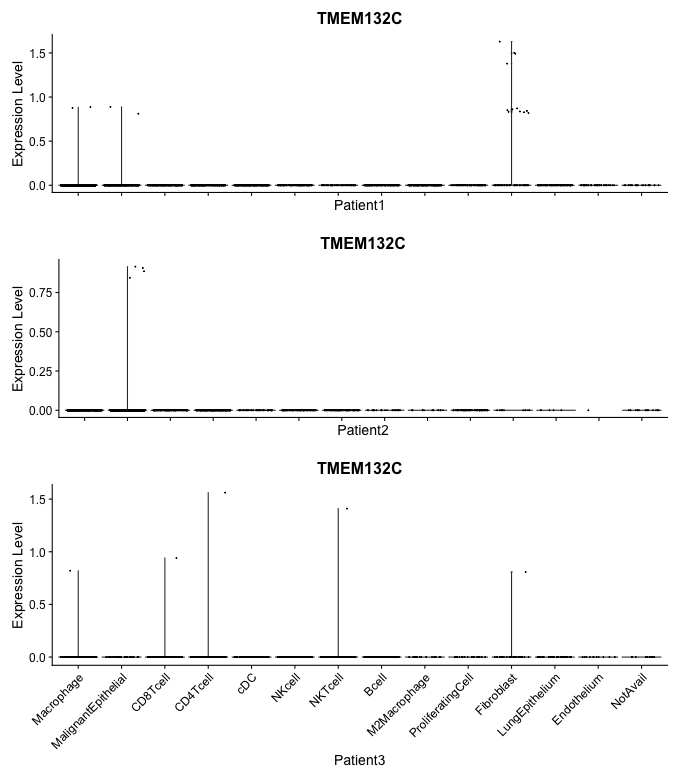 TMEM132C
Expression Level
1.5
1.0
0.5
0.0
Patient1
TMEM132C
Expression Level
0.75
0.50
0.25
0.00
Patient2
TMEM132C
Expression Level
1.5
1.0
0.5
0.0
Macrophage
MalignantEpithelial
CD8Tcell
CD4Tcell
cDC
NKcell
NKTcell
Bcell
M2Macrophage
ProliferatingCell
Fibroblast
LungEpithelium
Endothelium
NotAvail
Patient3